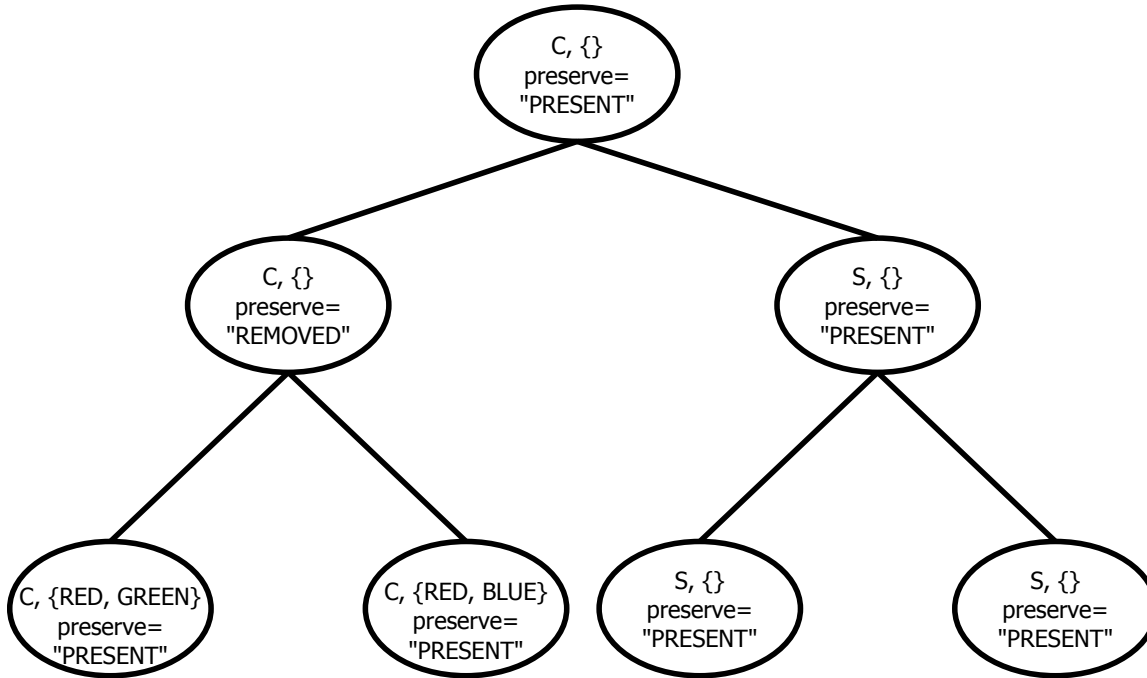 C, {}
preserve=
"PRESENT"
C, {}
preserve=
"REMOVED"
S, {}
preserve=
"PRESENT"
C, {RED, GREEN}
preserve=
"PRESENT"
C, {RED, BLUE}
preserve=
"PRESENT"
S, {}
preserve=
"PRESENT"
S, {}
preserve=
"PRESENT"